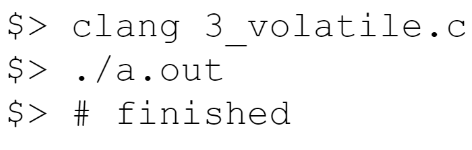 $> clang 3_volatile.c
$> ./a.out
$> # finished